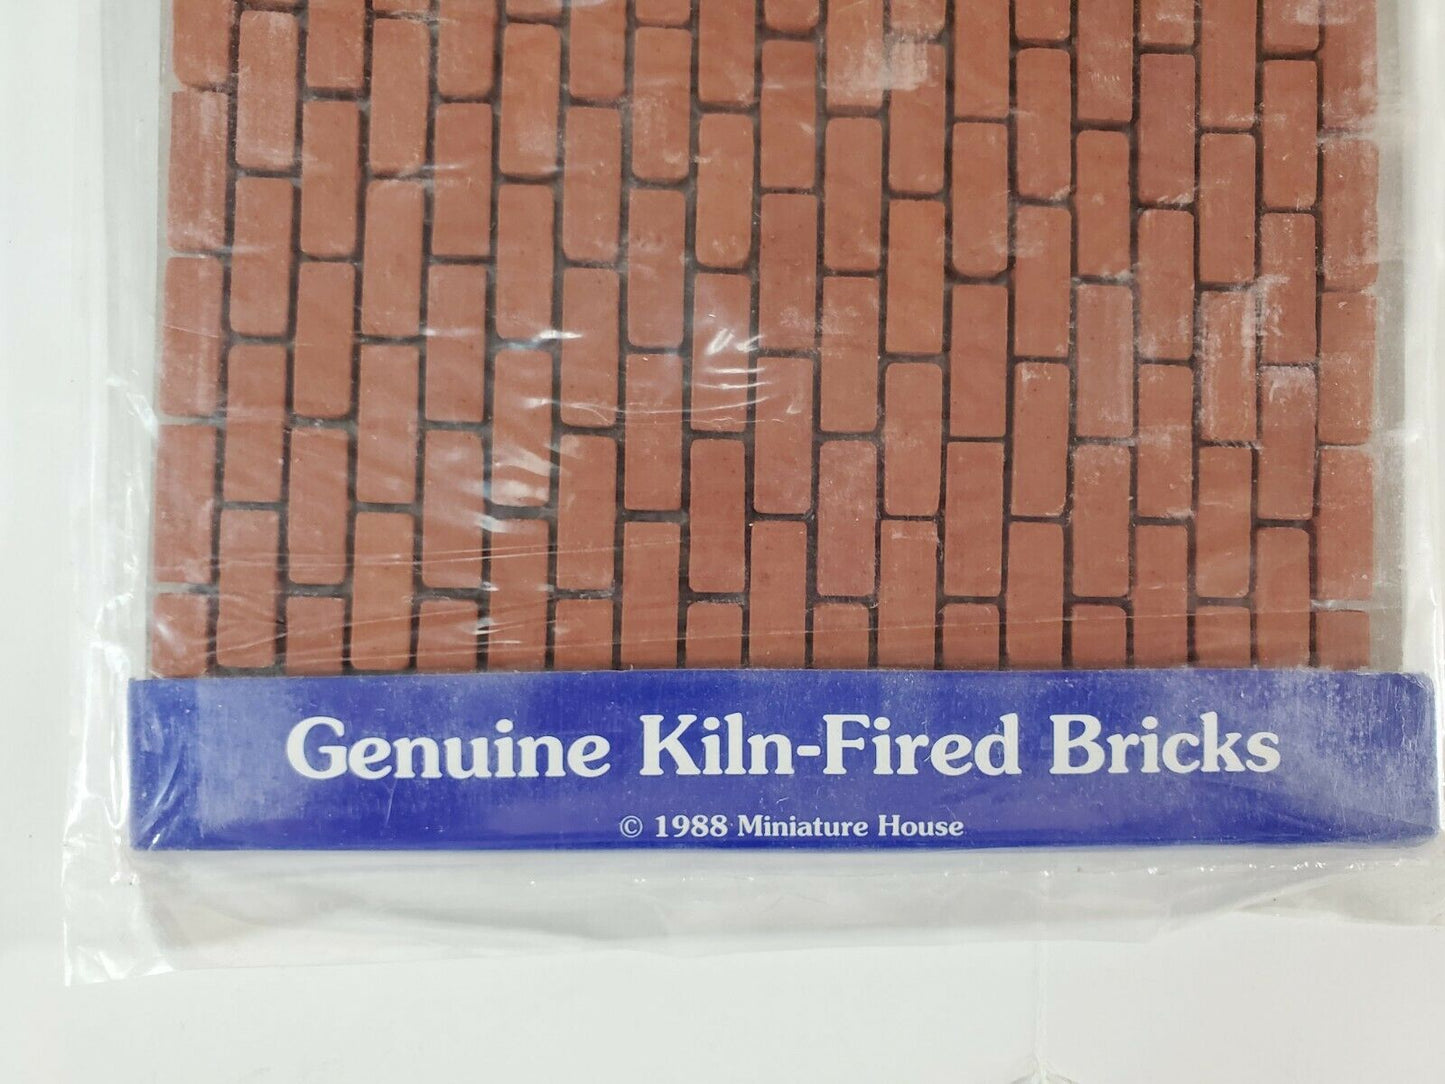 Genuine Kiln-Fired Bricks
© 1988 Miniature House